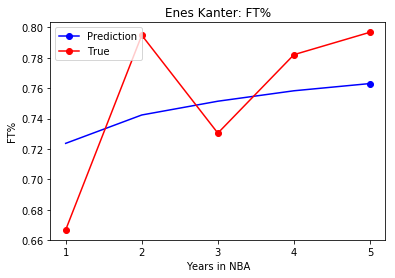 Enes Kanter: FT%
Prediction
True
FT%
0.80
0.78
0.76
0.74
0.72
0.70
0.68
0.66
1 2 3 4 5
Years in NBA